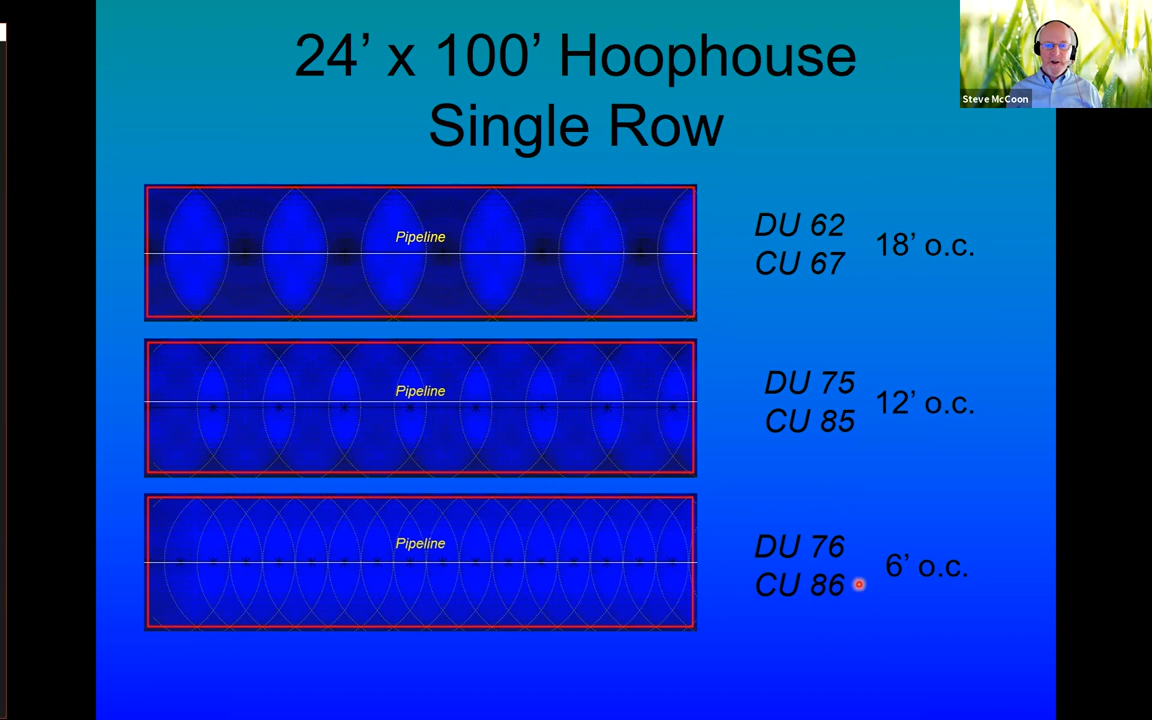 24’ x 100’ Hoophouse
Single Row
Steve McCoon
Pipeline
DU 62
CU 67
18’ o.c.
Pipeline
DU 75
CU 85
12’ o.c.
Pipeline
DU 76
CU 86
6’ o.c.